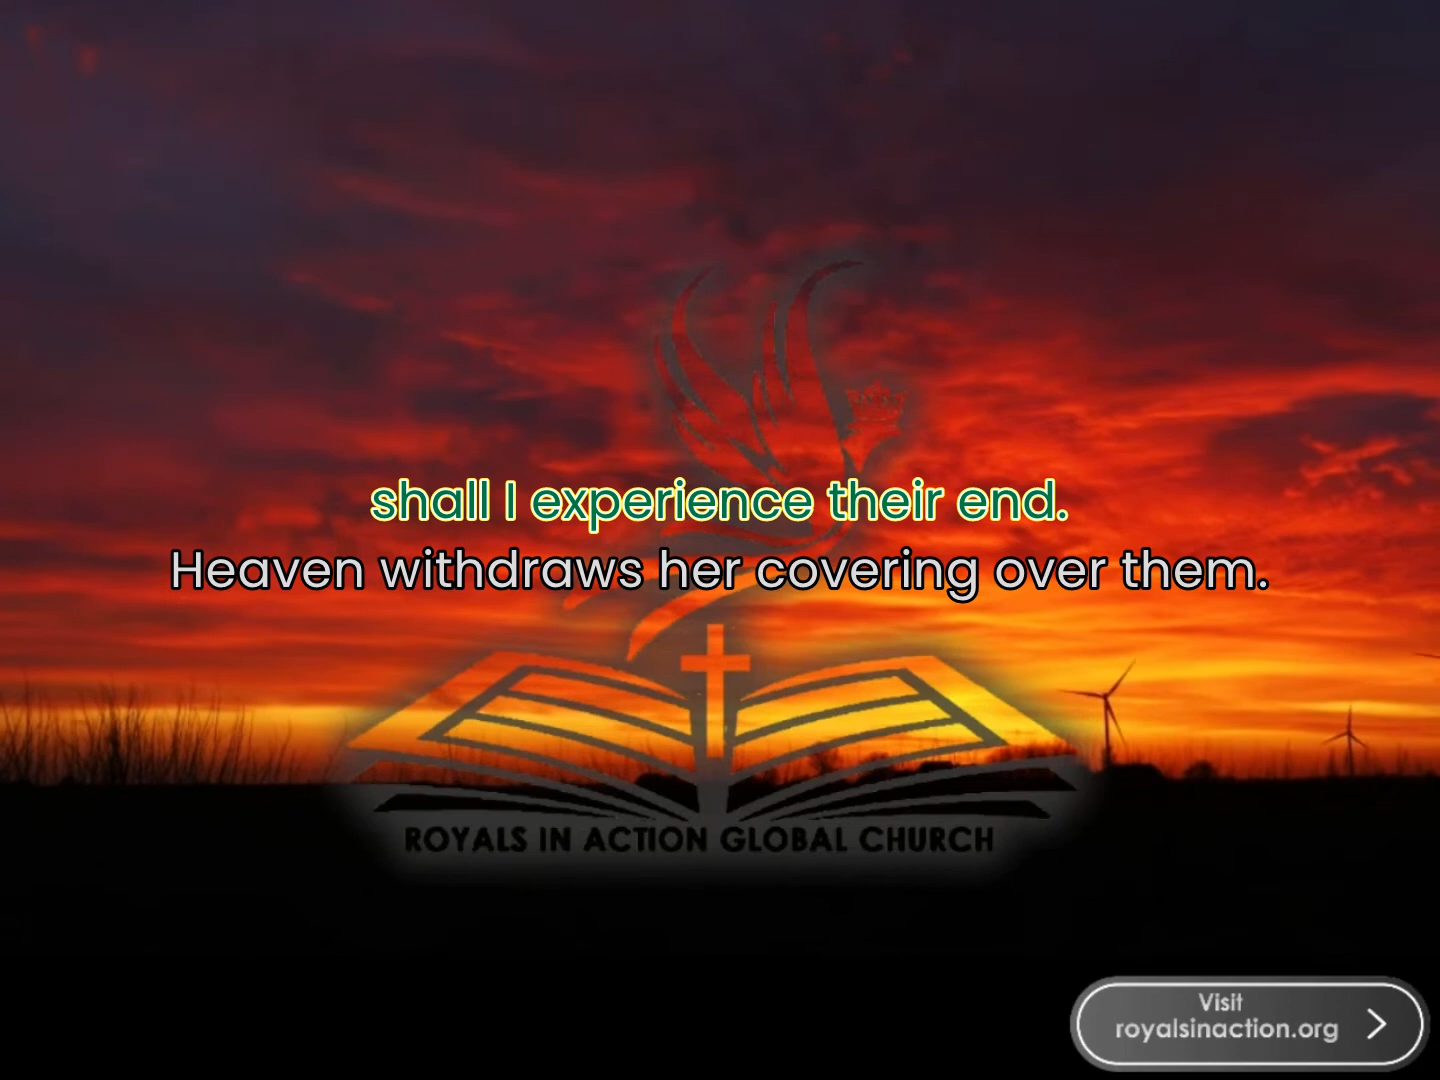 shall I experience their end.
Heaven withdraws her covering over them.
ROYALS IN ACTION GLOBAL CHURCH
Visit
royalsinaction.org